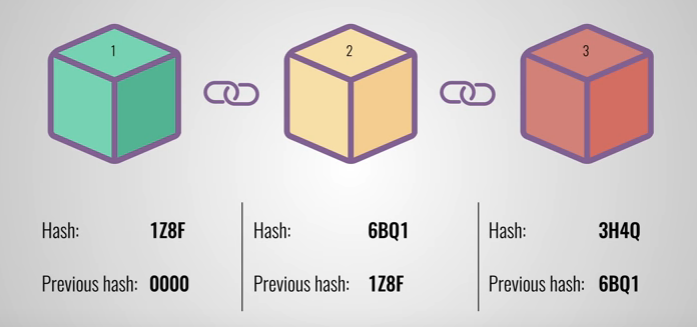 1
2
3
Hash: 1Z8F
Previous hash: 0000
Hash: 6BQ1
Previous hash: 1Z8F
Hash: 3H4Q
Previous hash: 6BQ1